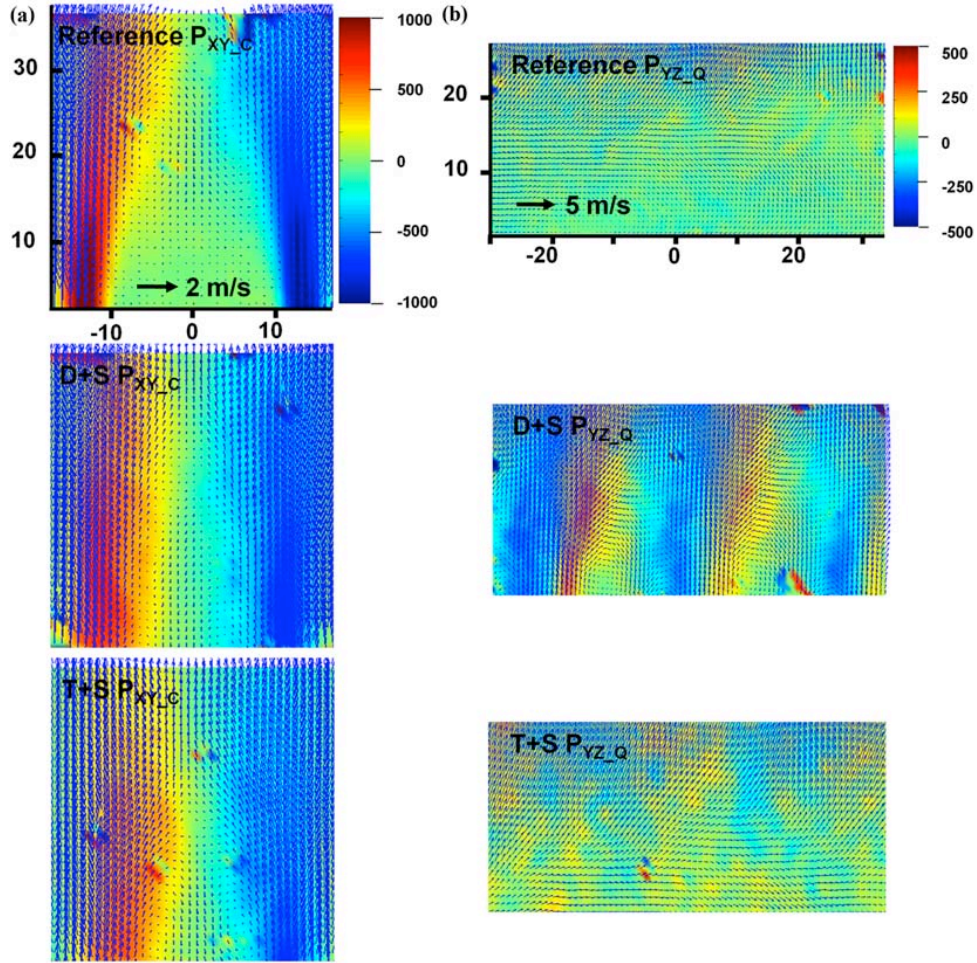 (a)
Reference P_XY_C
1000
500
0
-500
-1000
30
20
10
2 m/s
-10 0 10
(b)
Reference P_YZ_Q
500
250
0
-250
-500
20
10
5 m/s
-20 0 20
D+S P_XY_C
D+S P_YZ_Q
T+S P_XY_C
T+S P_YZ_Q